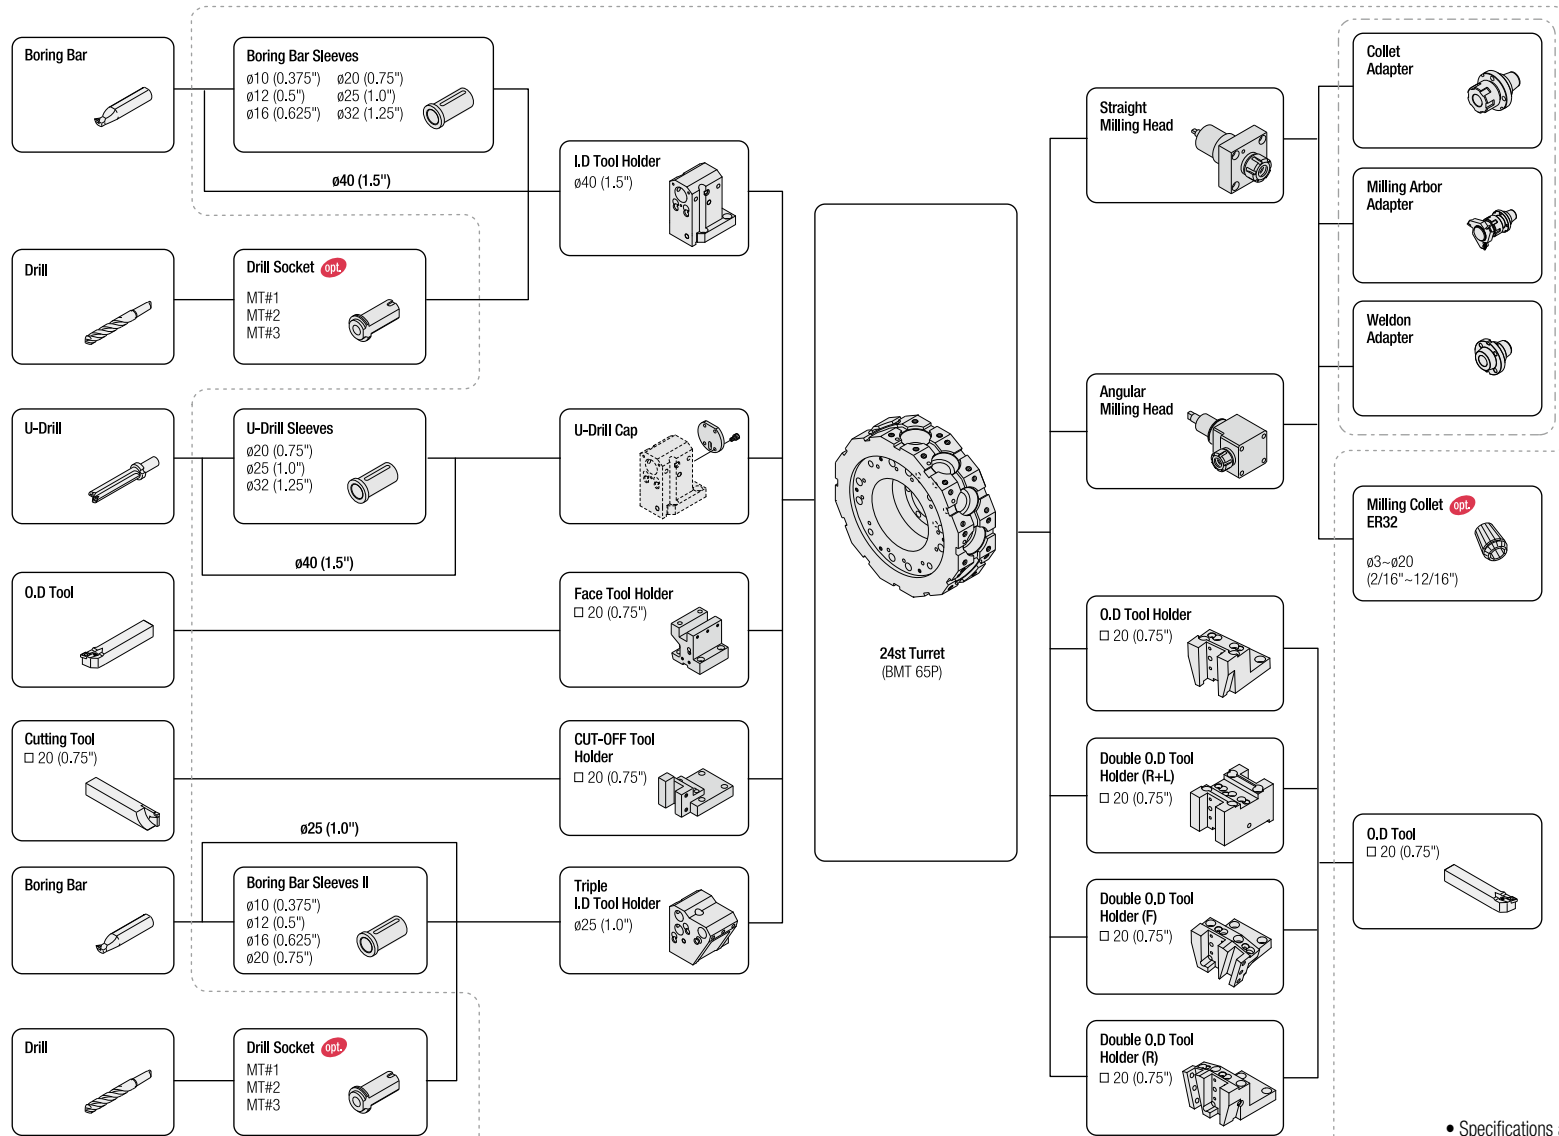 Boring Bar
Boring Bar Sleeves
ø10 (0.375") ø20 (0.75")
ø12 (0.5") ø25 (1.0")
ø16 (0.625") ø32 (1.25")
ø40 (1.5")
I.D Tool Holder
ø40 (1.5")
Drill
Drill Socket opt.
MT#1
MT#2
MT#3
U-Drill
U-Drill Sleeves
ø20 (0.75")
ø25 (1.0")
ø32 (1.25")
ø40 (1.5")
U-Drill Cap
O.D Tool
Face Tool Holder
□ 20 (0.75")
Cutting Tool
□ 20 (0.75")
CUT-OFF Tool
Holder
□ 20 (0.75")
ø25 (1.0")
Boring Bar
Boring Bar Sleeves II
ø10 (0.375")
ø12 (0.5")
ø16 (0.625")
ø20 (0.75")
Triple
I.D Tool Holder
ø25 (1.0")
Drill
Drill Socket opt.
MT#1
MT#2
MT#3
24st Turret
(BMT 65P)
Straight
Milling Head
Angular
Milling Head
O.D Tool Holder
□ 20 (0.75")
Double O.D Tool
Holder (R+L)
□ 20 (0.75")
Double O.D Tool
Holder (F)
□ 20 (0.75")
Double O.D Tool
Holder (R)
□ 20 (0.75")
Collet
Adapter
Milling Arbor
Adapter
Weldon
Adapter
Milling Collet opt.
ER32
ø3~ø20
(2/16"~12/16")
O.D Tool
□ 20 (0.75")
• Specifications